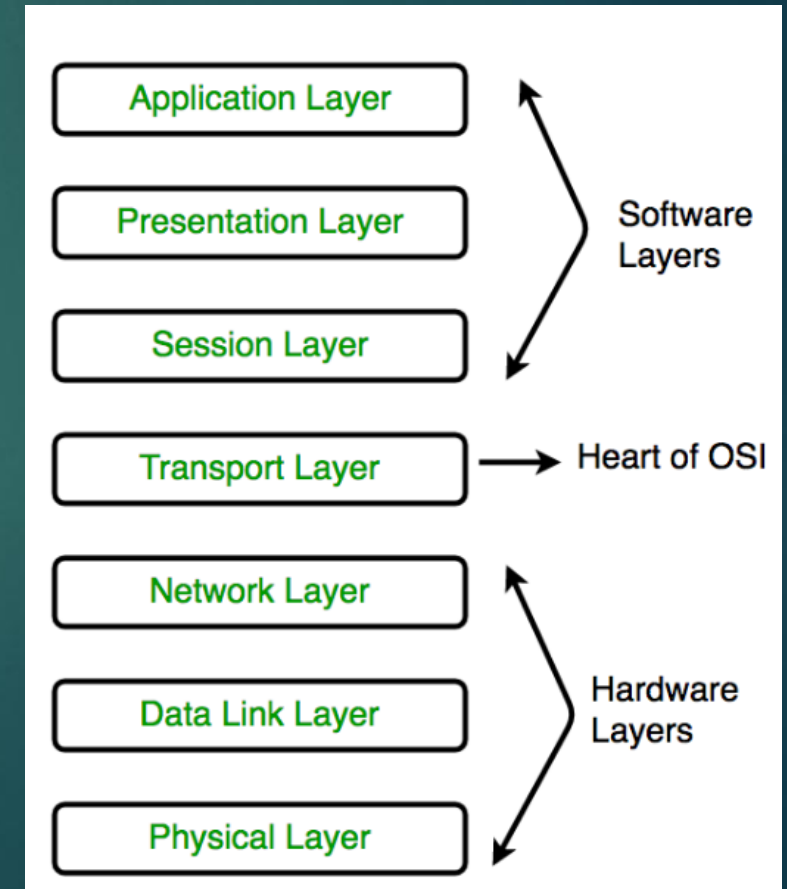 Application Layer
Presentation Layer
Software
Layers
Session Layer
Transport Layer
Heart of OSI
Network Layer
Data Link Layer
Hardware
Layers
Physical Layer